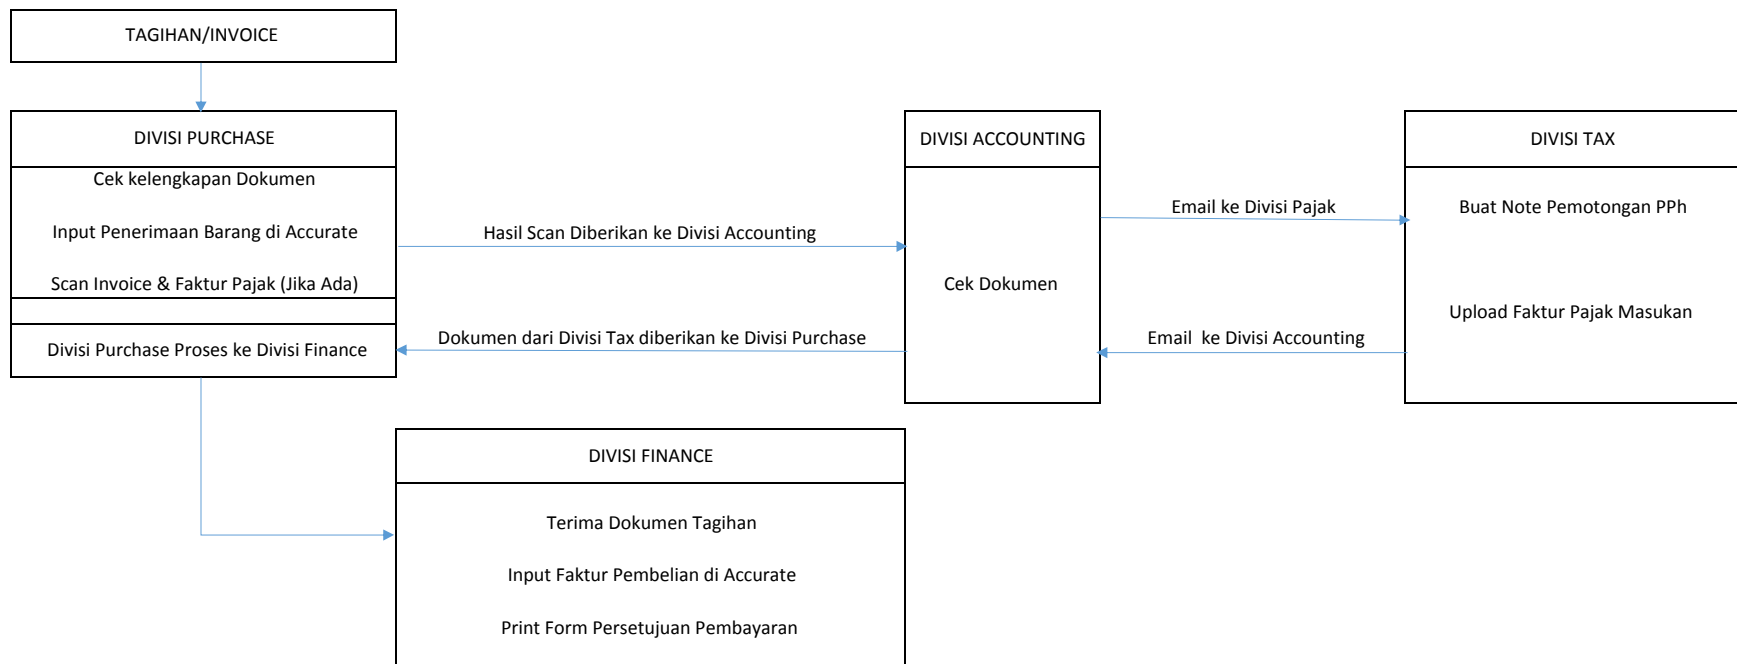 TAGIHAN/INVOICE
DIVISI PURCHASE
Cek kelengkapan Dokumen
Input Penerimaan Barang di Accurate
Scan Invoice & Faktur Pajak (Jika Ada)
Divisi Purchase Proses ke Divisi Finance
Hasil Scan Diberikan ke Divisi Accounting
Dokumen dari Divisi Tax diberikan ke Divisi Purchase
DIVISI ACCOUNTING
Cek Dokumen
Email ke Divisi Pajak
Email ke Divisi Accounting
DIVISI TAX
Buat Note Pemotongan PPh
Upload Faktur Pajak Masukan
DIVISI FINANCE
Terima Dokumen Tagihan
Input Faktur Pembelian di Accurate
Print Form Persetujuan Pembayaran